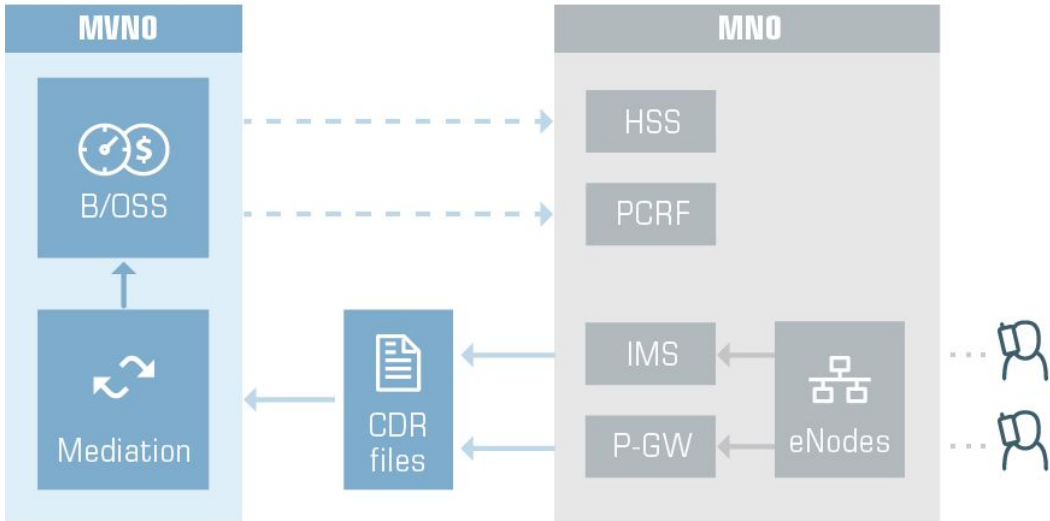 MVNO
MNO
$
B/OSS
HSS
PCRF
Mediation
CDR
files
IMS
P-GW
eNodes